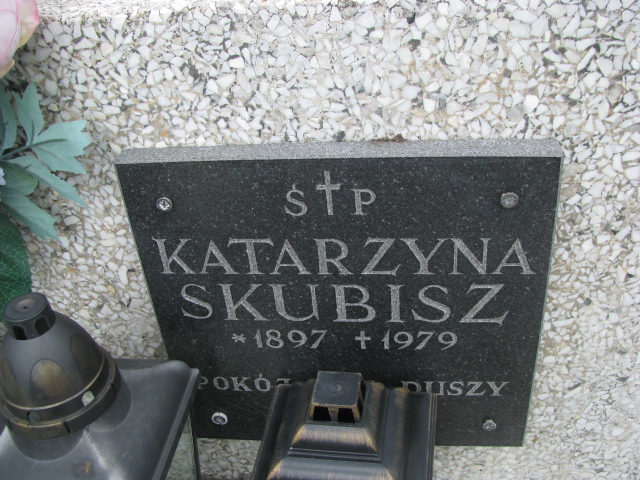 Ś†P
KATARZYNA
SKUBISZ
*1897 †1979
DUSZY